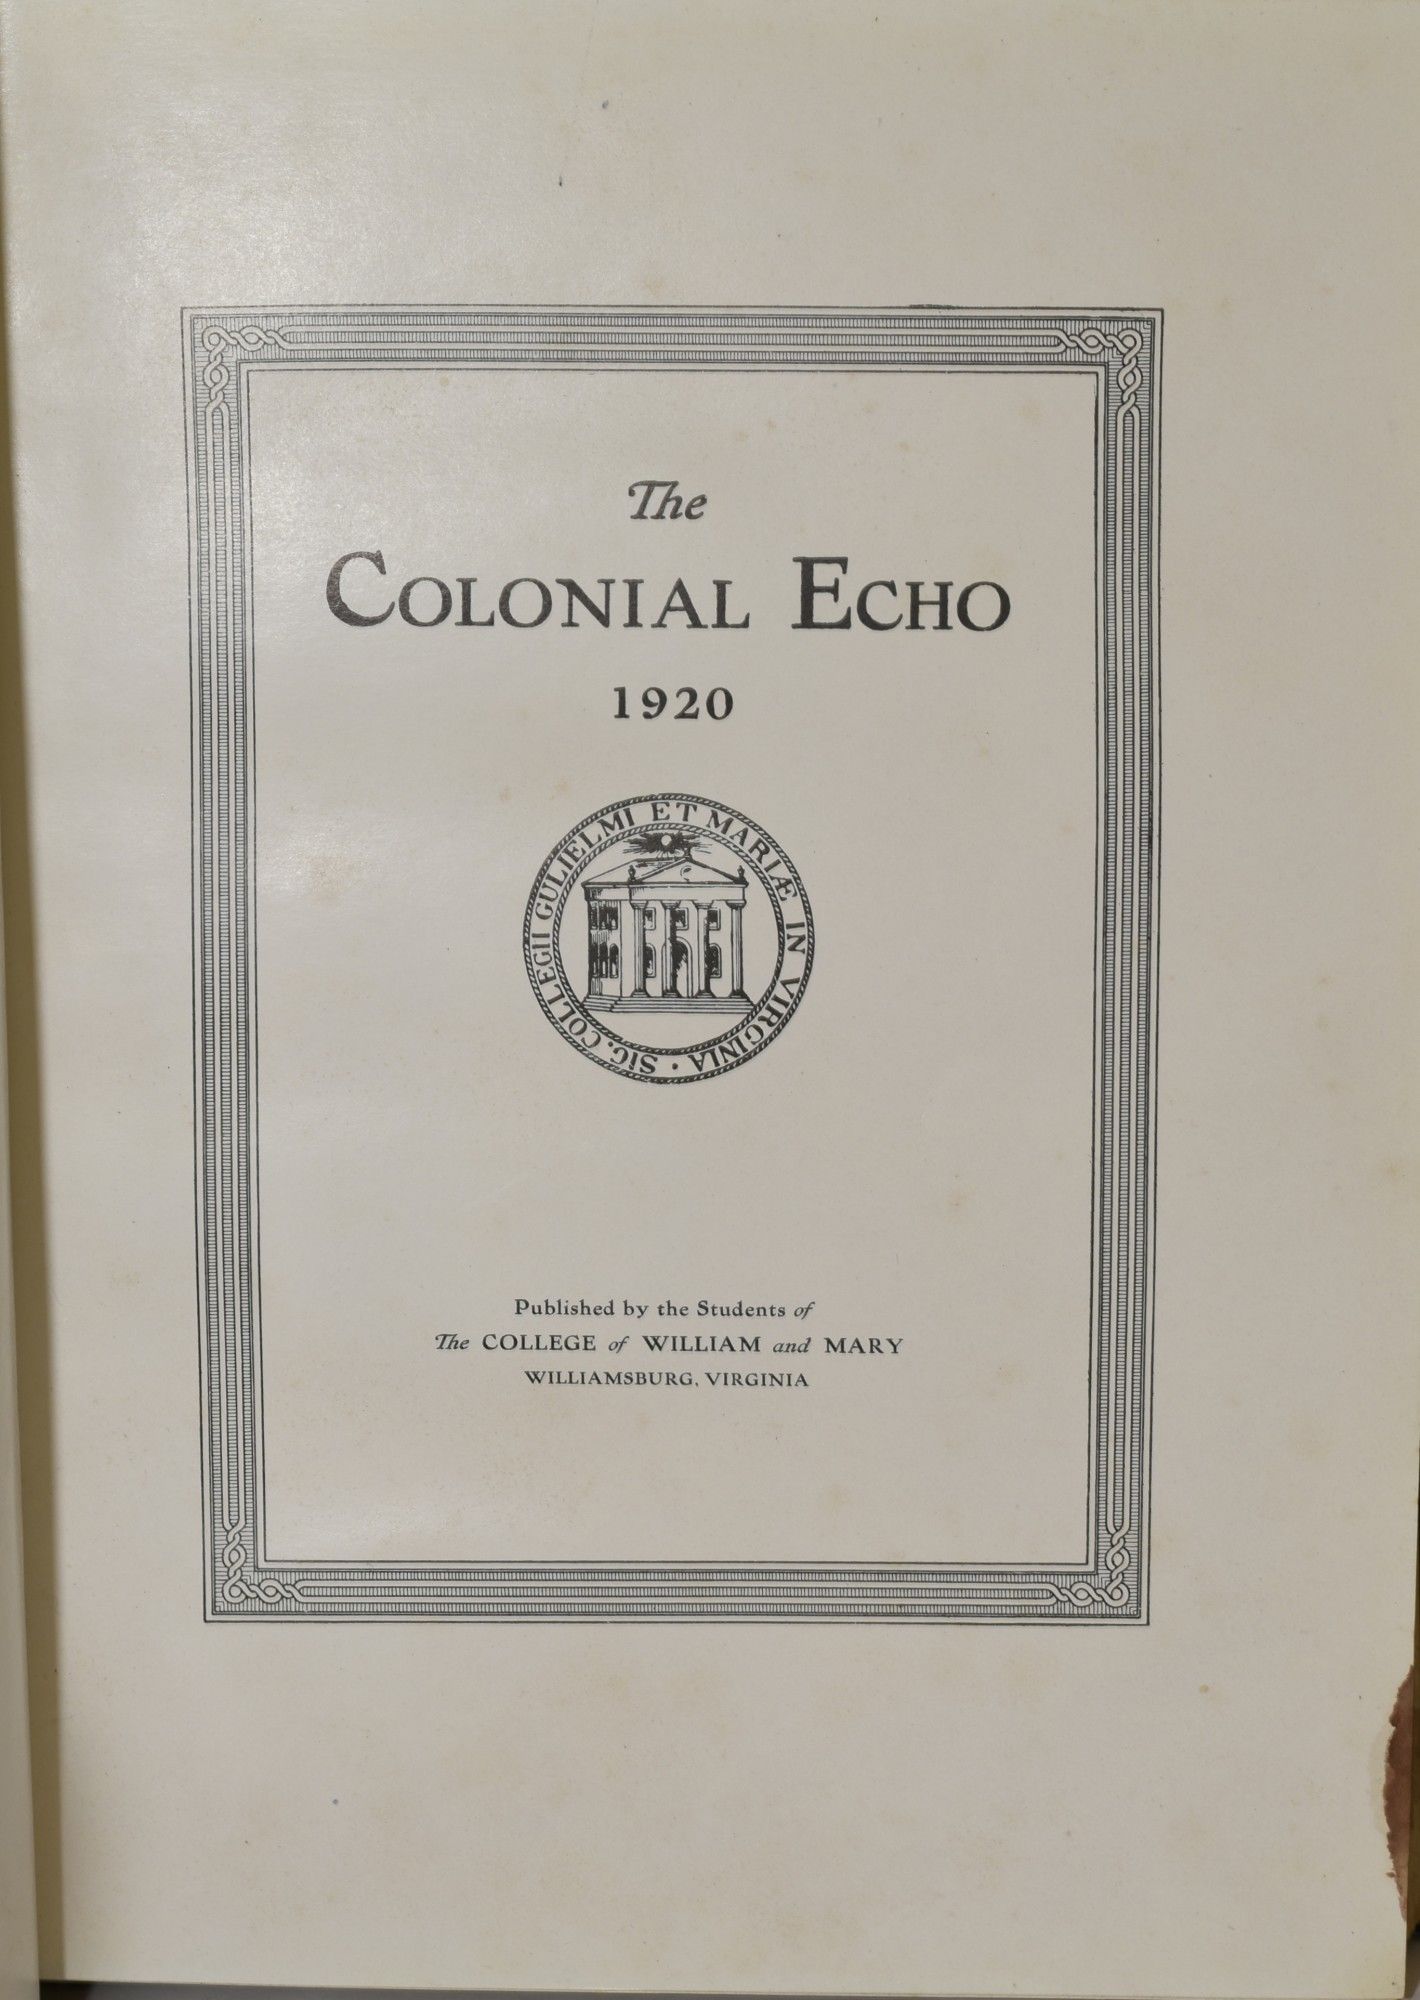 The
COLONIAL ECHO
1920
SIG. COLLEGII GULIELMI ET MARIÆ IN VIRGINIA ·
Published by the Students of
The COLLEGE of WILLIAM and MARY
WILLIAMSBURG, VIRGINIA